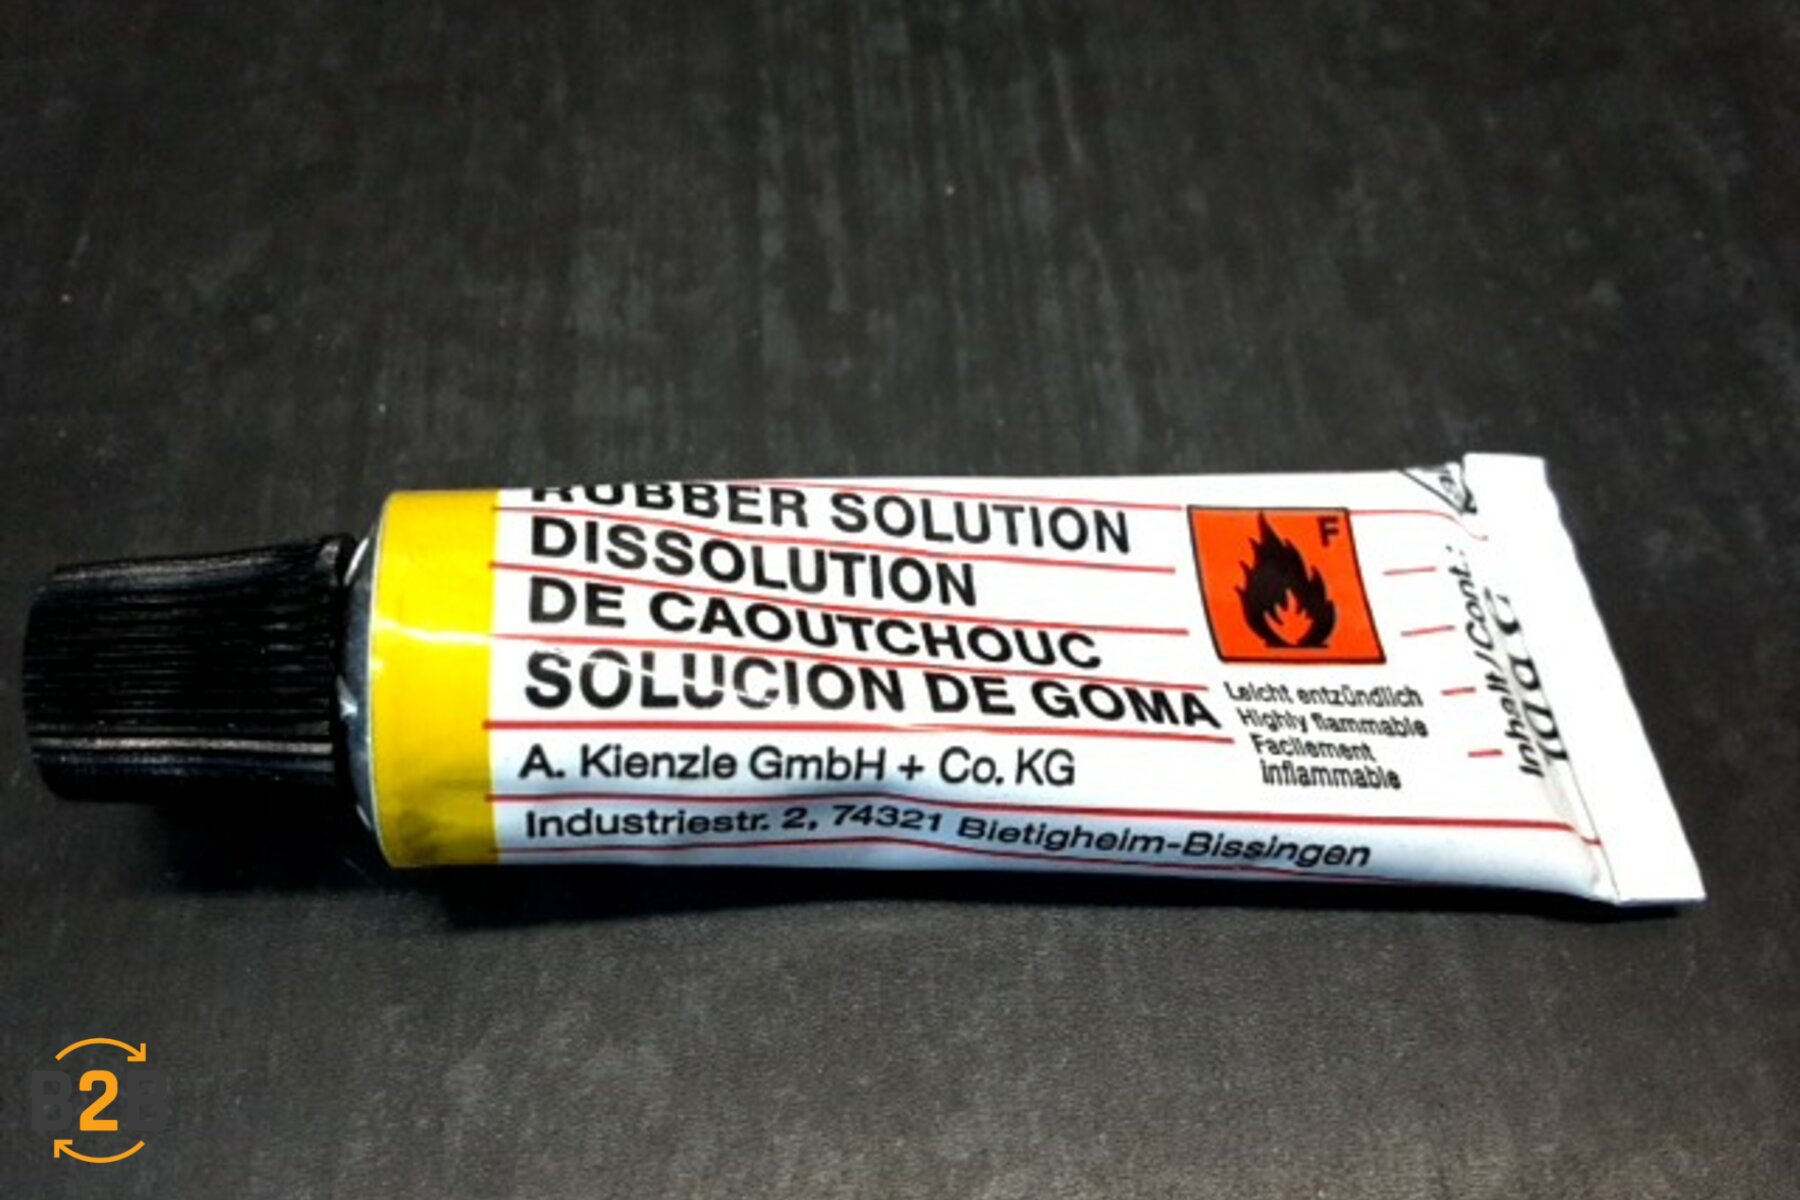 RUBBER SOLUTION
DISSOLUTION
DE CAOUTCHOUC
SOLUCION DE GOMA
A. Kienzle GmbH + Co. KG
Industriestr. 2, 74321 Bietigheim-Bissingen
F
Leicht entzündlich
Highly flammable
Facilement
inflammable
Inhalt/Cont.:
B2B